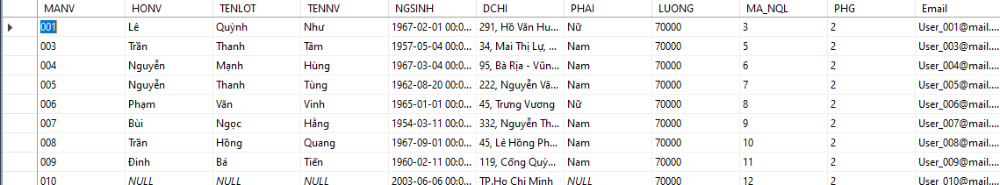 MANV HONV TENLOT TENNV NGSINH DCHI PHAI LUONG MA_NQL PHG Email
001 Lê Quỳnh Như 1967-02-01 00:0... 291, Hồ Văn Hu... Nữ 70000 3 2 User_001@mail....
003 Trần Thanh Tâm 1957-05-04 00:0... 34, Mai Thị Lự, ... Nam 70000 5 2 User_003@mail....
004 Nguyễn Mạnh Hùng 1967-03-04 00:0... 95, Bà Rịa - Vũn... Nam 70000 6 2 User_004@mail....
005 Nguyễn Thanh Tùng 1962-08-20 00:0... 222, Nguyễn Vă... Nam 70000 7 2 User_005@mail....
006 Phạm Văn Vinh 1965-01-01 00:0... 45, Trưng Vương Nữ 70000 8 2 User_006@mail....
007 Bùi Ngọc Hằng 1954-03-11 00:0... 332, Nguyễn Th... Nam 70000 9 2 User_007@mail....
008 Trần Hồng Quang 1967-09-01 00:0... 45, Lê Hồng Ph... Nam 70000 10 2 User_008@mail....
009 Đinh Bá Tiến 1960-02-11 00:0... 119, Cống Quỳ... Nam 70000 11 2 User_009@mail....
010 NULL NULL NULL 2003-06-06 00:0... TP.Ho Chi Minh NULL 70000 12 2 User_010@mail....